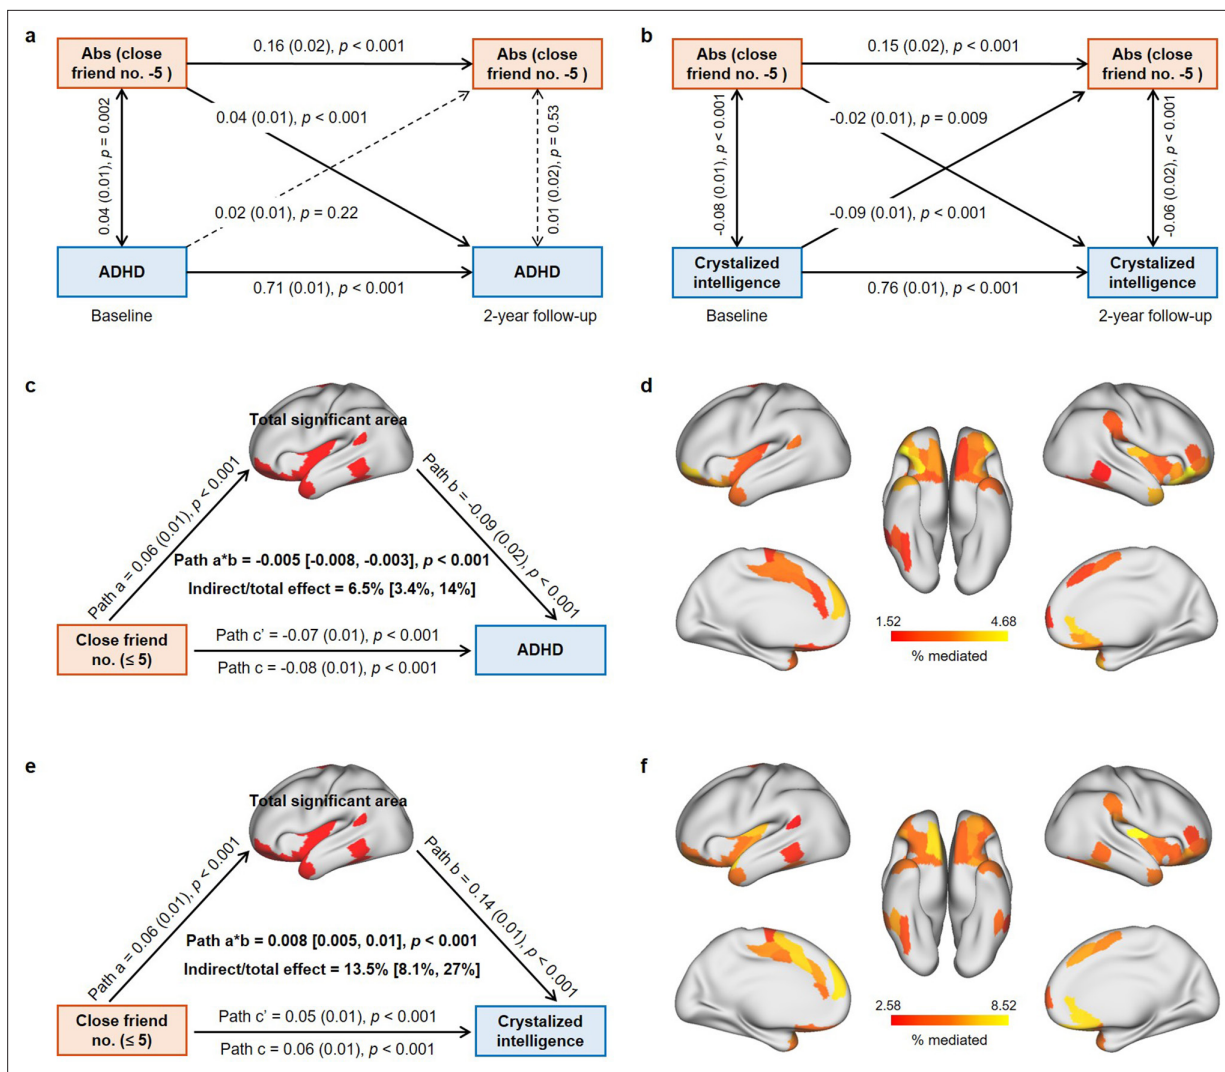 a
Abs (close
friend no. -5 )
0.16 (0.02), p < 0.001
Abs (close
friend no. -5 )
0.04 (0.01), p = 0.002
0.04 (0.01), p < 0.001
0.01 (0.02), p = 0.53
0.02 (0.01), p = 0.22
ADHD
0.71 (0.01), p < 0.001
ADHD
Baseline
2-year follow-up
b
Abs (close
friend no. -5 )
0.15 (0.02), p < 0.001
Abs (close
friend no. -5 )
-0.08 (0.01), p < 0.001
-0.02 (0.01), p = 0.009
-0.06 (0.02), p < 0.001
-0.09 (0.01), p < 0.001
Crystalized
intelligence
0.76 (0.01), p < 0.001
Crystalized
intelligence
Baseline
2-year follow-up
c
Total significant area
Path a = 0.06 (0.01), p < 0.001
Path b = -0.09 (0.02), p < 0.001
Path a*b = -0.005 [-0.008, -0.003], p < 0.001
Indirect/total effect = 6.5% [3.4%, 14%]
Close friend
no. (≤ 5)
Path c’ = -0.07 (0.01), p < 0.001
Path c = -0.08 (0.01), p < 0.001
ADHD
d
1.52
4.68
% mediated
e
Total significant area
Path a = 0.06 (0.01), p < 0.001
Path b = 0.14 (0.01), p < 0.001
Path a*b = 0.008 [0.005, 0.01], p < 0.001
Indirect/total effect = 13.5% [8.1%, 27%]
Close friend
no. (≤ 5)
Path c’ = 0.05 (0.01), p < 0.001
Path c = 0.06 (0.01), p < 0.001
Crystalized
intelligence
f
2.58
8.52
% mediated